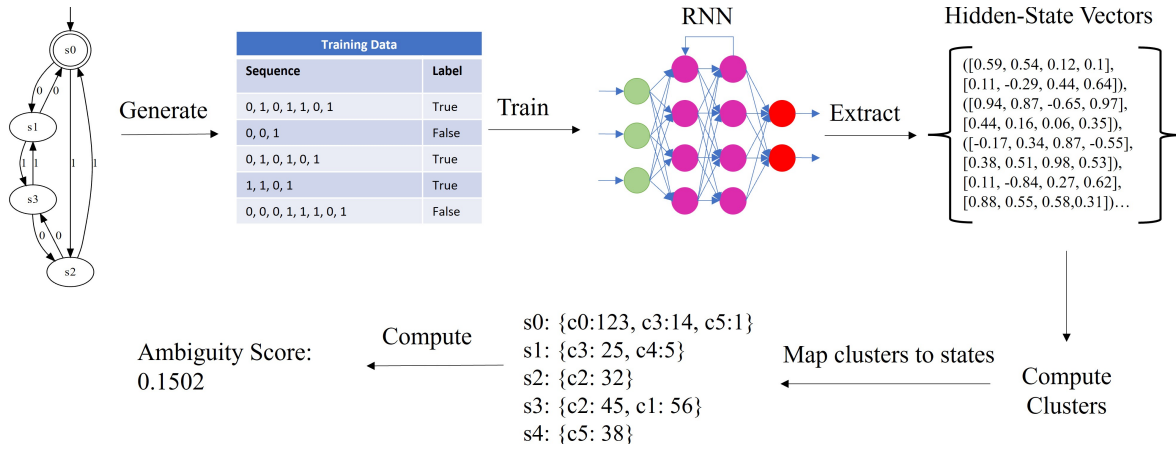 s0
0
0
s1
1
1
1
1
s3
0
0
s2
Generate
Training Data
Sequence Label
0, 1, 0, 1, 1, 0, 1 True
0, 0, 1 False
0, 1, 0, 1, 0, 1 True
1, 1, 0, 1 True
0, 0, 0, 1, 1, 1, 0, 1 False
Train
RNN
Extract
Hidden-State Vectors
([0.59, 0.54, 0.12, 0.1],
[0.11, -0.29, 0.44, 0.64]),
([0.94, 0.87, -0.65, 0.97],
[0.44, 0.16, 0.06, 0.35]),
([-0.17, 0.34, 0.87, -0.55],
[0.38, 0.51, 0.98, 0.53]),
[0.11, -0.84, 0.27, 0.62],
[0.88, 0.55, 0.58,0.31])…
Compute
Clusters
Map clusters to states
s0: {c0:123, c3:14, c5:1}
s1: {c3: 25, c4:5}
s2: {c2: 32}
s3: {c2: 45, c1: 56}
s4: {c5: 38}
Compute
Ambiguity Score:
0.1502